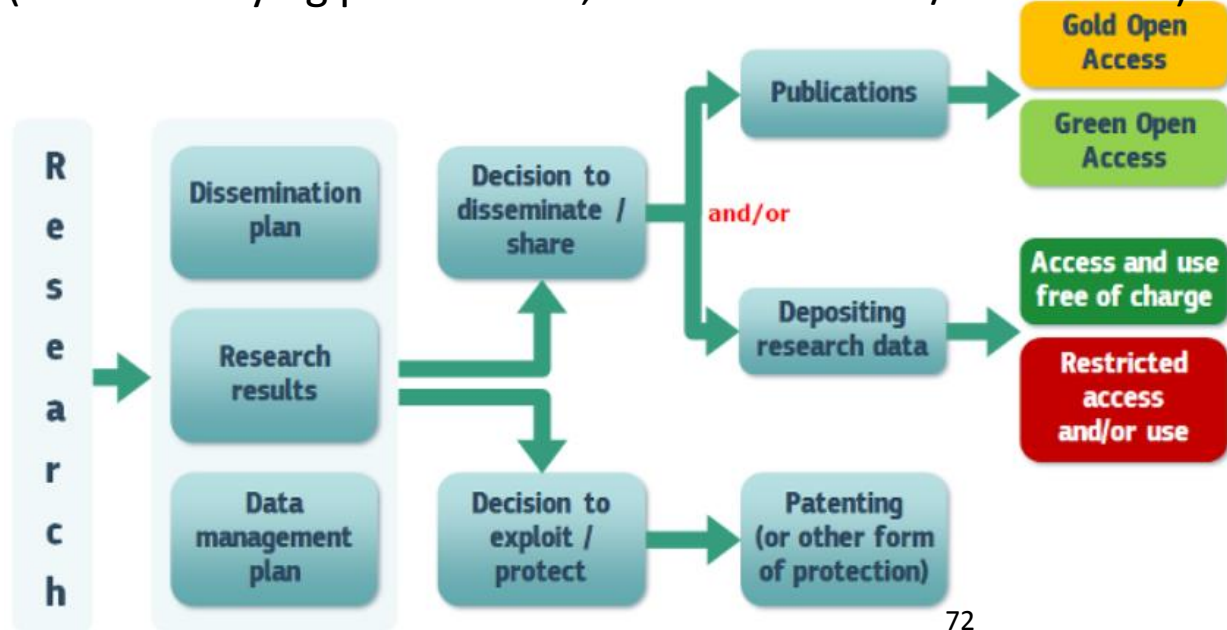 Gold Open
Access
Publications
Green Open
Access
R
e
s
e
a
r
c
h
Dissemination
plan
Decision to
disseminate /
share
and/or
Access and use
free of charge
Research
results
Depositing
research data
Restricted
access
and/or use
Data
management
plan
Decision to
exploit /
protect
Patenting
(or other form
of protection)
72